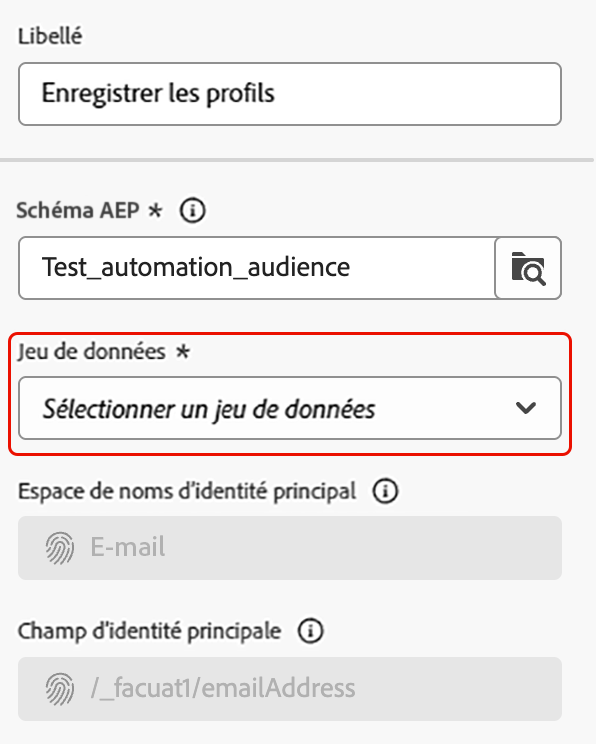 Libellé
Enregistrer les profils
Schéma AEP *
Test_automation_audience
Jeu de données *
Sélectionner un jeu de données
Espace de noms d'identité principal
E-mail
Champ d'identité principale
/_facuat1/emailAddress